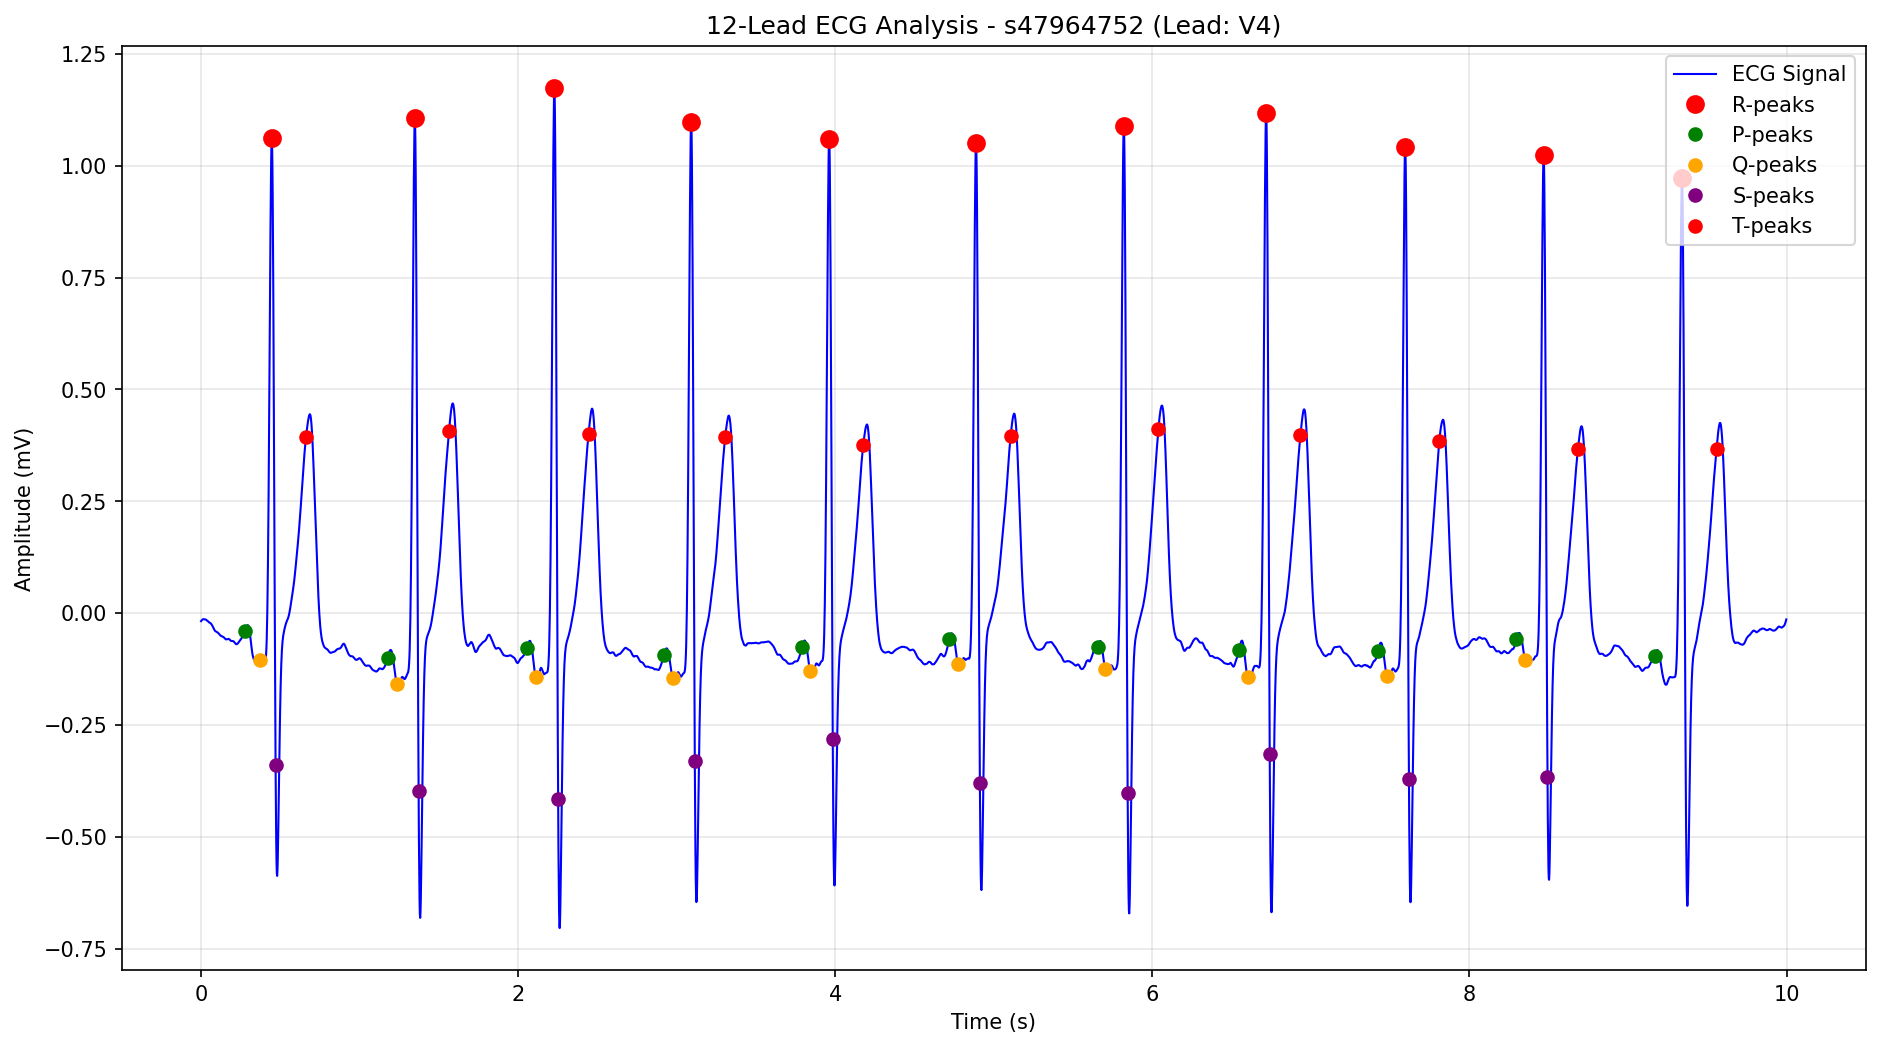 12-Lead ECG Analysis - s47964752 (Lead: V4)
1.25
1.00
0.75
0.50
0.25
0.00
−0.25
−0.50
−0.75
Amplitude (mV)
ECG Signal
R-peaks
P-peaks
Q-peaks
S-peaks
T-peaks
0 2 4 6 8 10
Time (s)